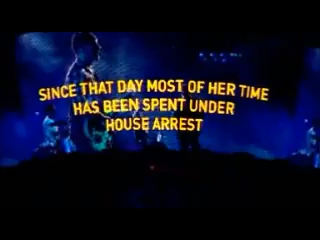 SINCE THAT DAY MOST OF HER TIME
HAS BEEN SPENT UNDER
HOUSE ARREST